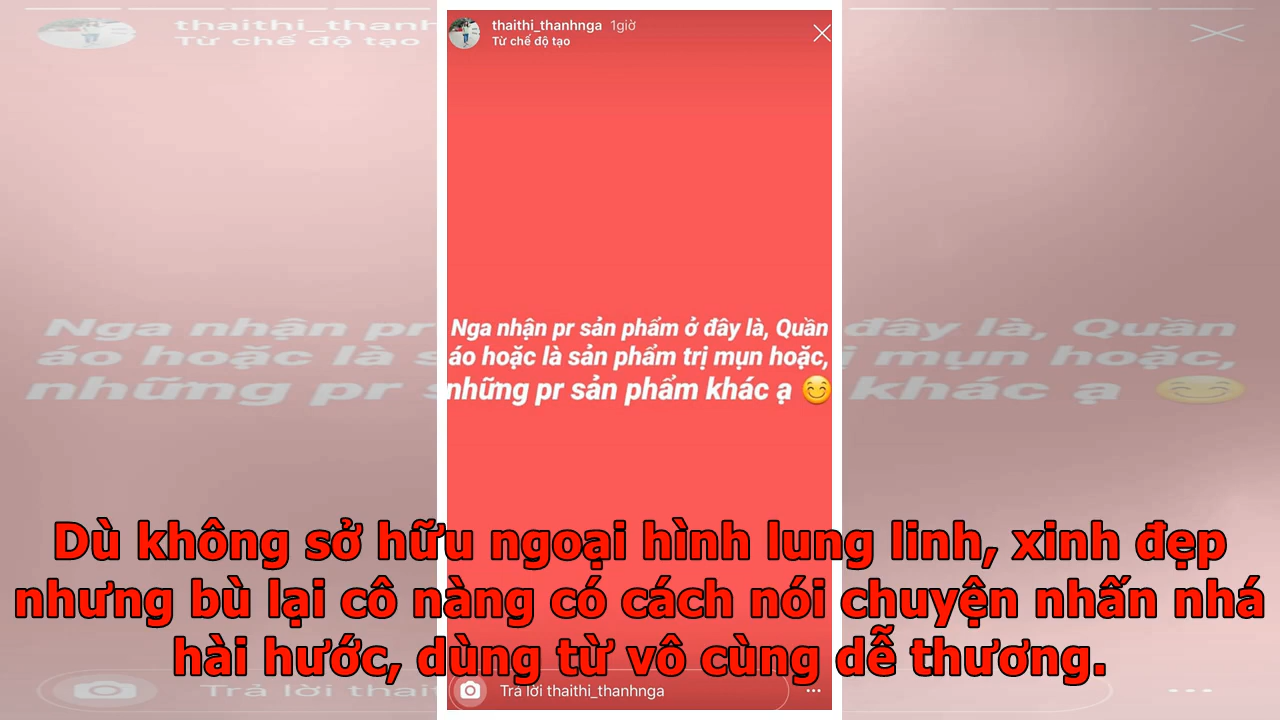 thaithi_thanhnga 1giờ
Từ chế độ tạo
Nga nhận pr sản phẩm ở đây là, Quần
áo hoặc là sản phẩm trị mụn hoặc,
những pr sản phẩm khác ạ 😊
Dù không sở hữu ngoại hình lung linh, xinh đẹp
nhưng bù lại cô nàng có cách nói chuyện nhấn nhá
hài hước, dùng từ vô cùng dễ thương.
Trả lời thaithi_thanhnga